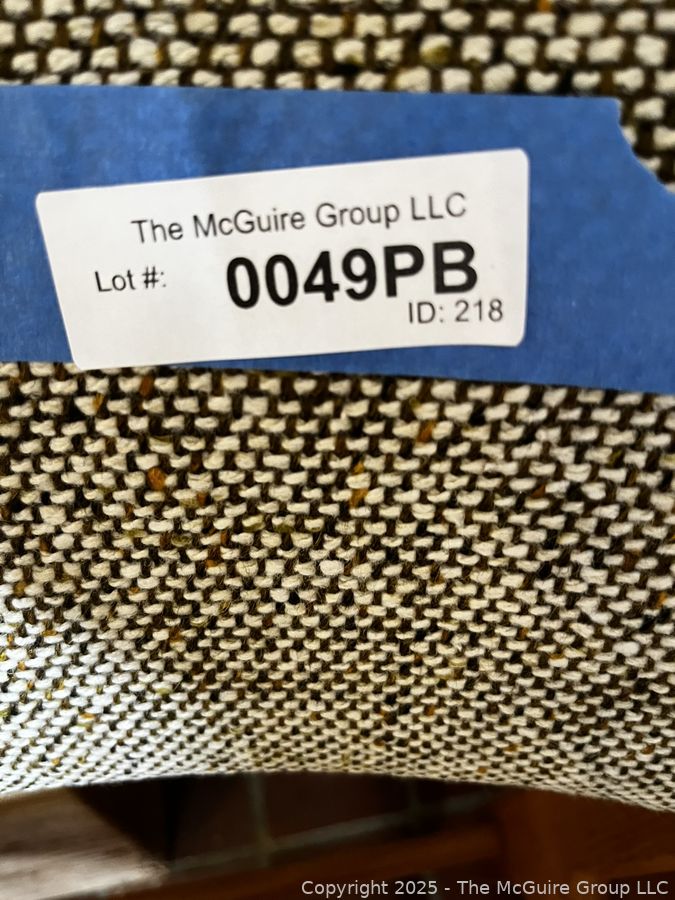 The McGuire Group LLC
Lot #: 0049PB
ID: 218
Copyright 2025 - The McGuire Group LLC